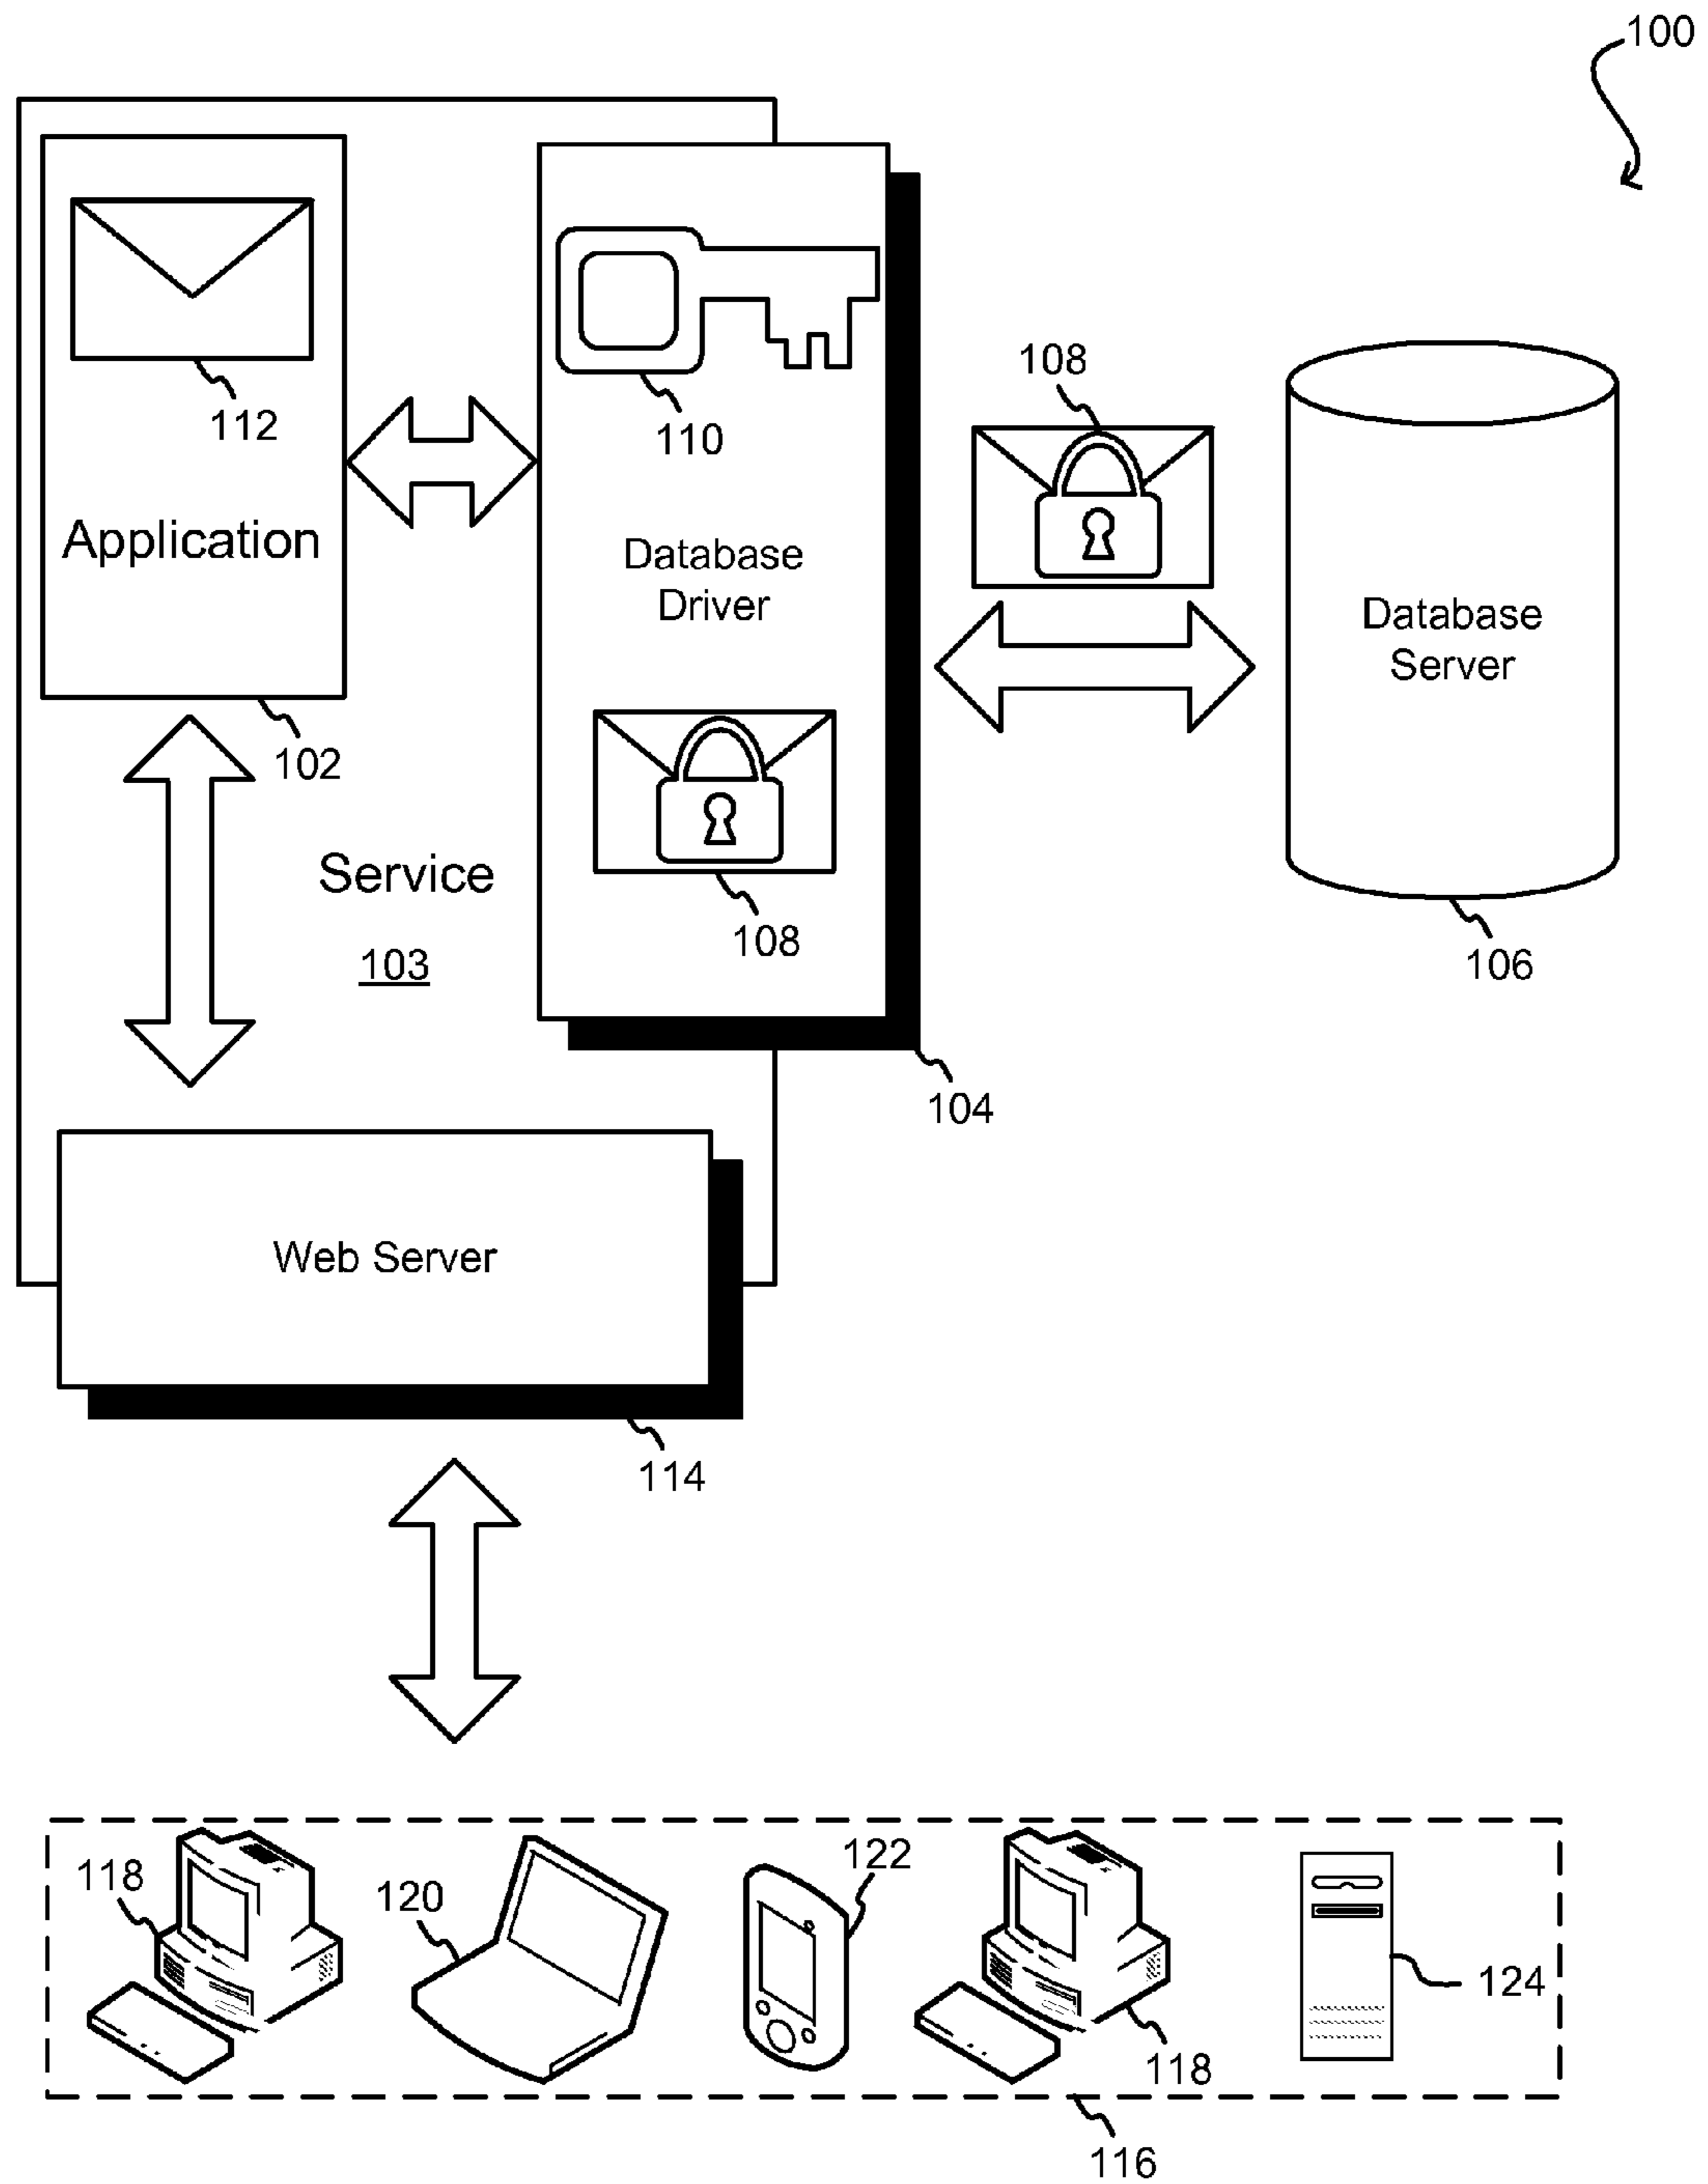 100
112
Application
110
Database
Driver
108
Database
Server
102
Service
103
108
106
104
Web Server
114
118
120
122
118
124
116